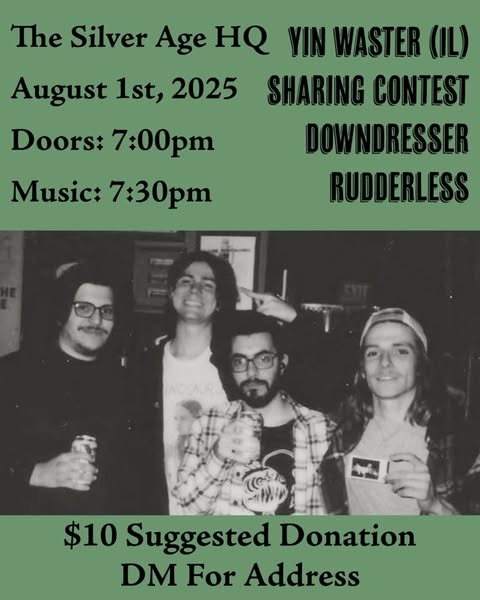 The Silver Age HQ
August 1st, 2025
Doors: 7:00pm
Music: 7:30pm
YIN WASTER (IL)
SHARING CONTEST
DOWNDRESSER
RUDDERLESS
EXIT
$10 Suggested Donation
DM For Address